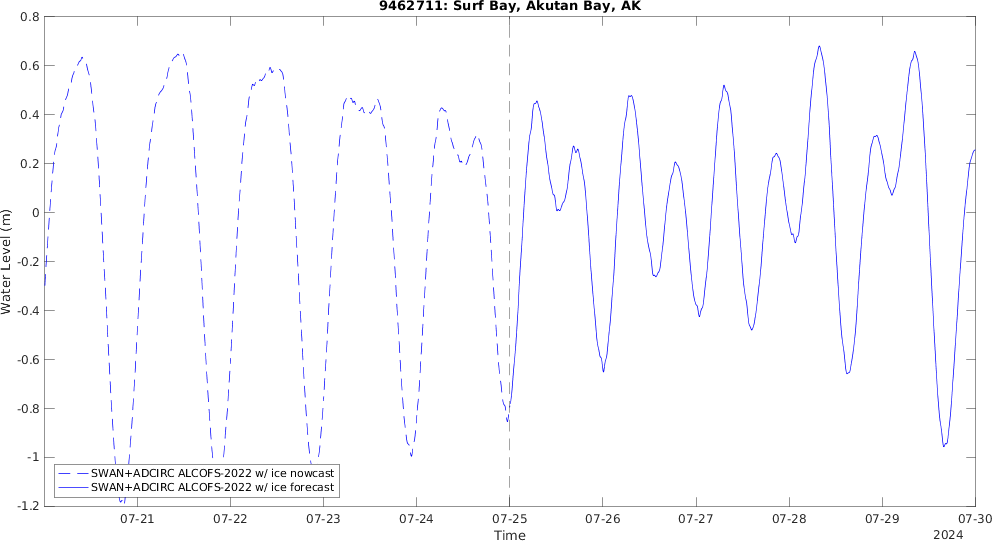 9462711: Surf Bay, Akutan Bay, AK
Water Level (m)
0.8
0.6
0.4
0.2
0
-0.2
-0.4
-0.6
-0.8
-1
-1.2
SWAN+ADCIRC ALCOFS-2022 w/ ice nowcast
SWAN+ADCIRC ALCOFS-2022 w/ ice forecast
07-21 07-22 07-23 07-24 07-25 07-26 07-27 07-28 07-29 07-30
Time
2024